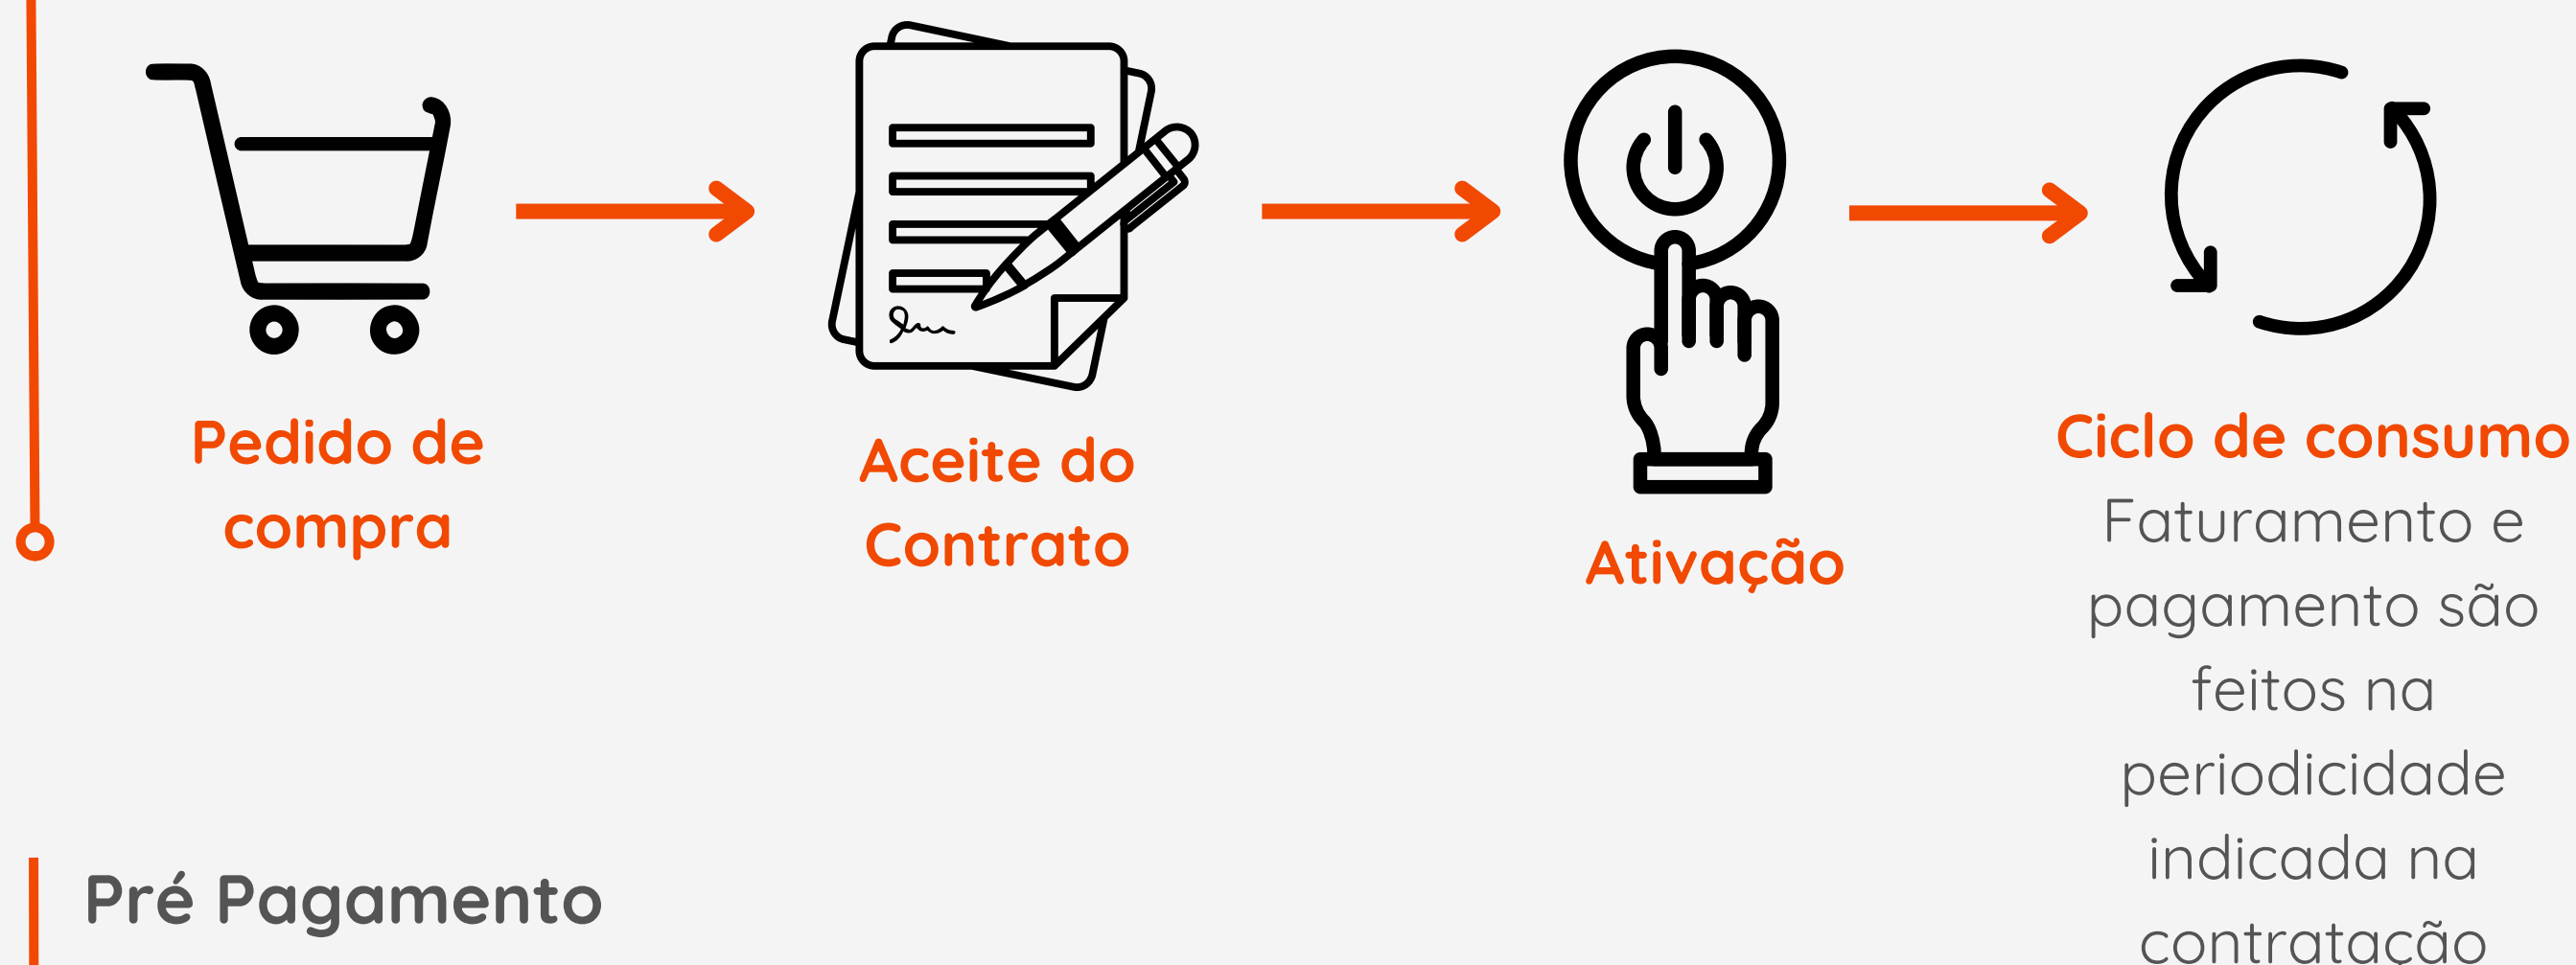 Pedido de
compra
Aceite do
Contrato
Ativação
Ciclo de consumo
Faturamento e
pagamento são
feitos na
periodicidade
indicada na
contratação
Pré Pagamento